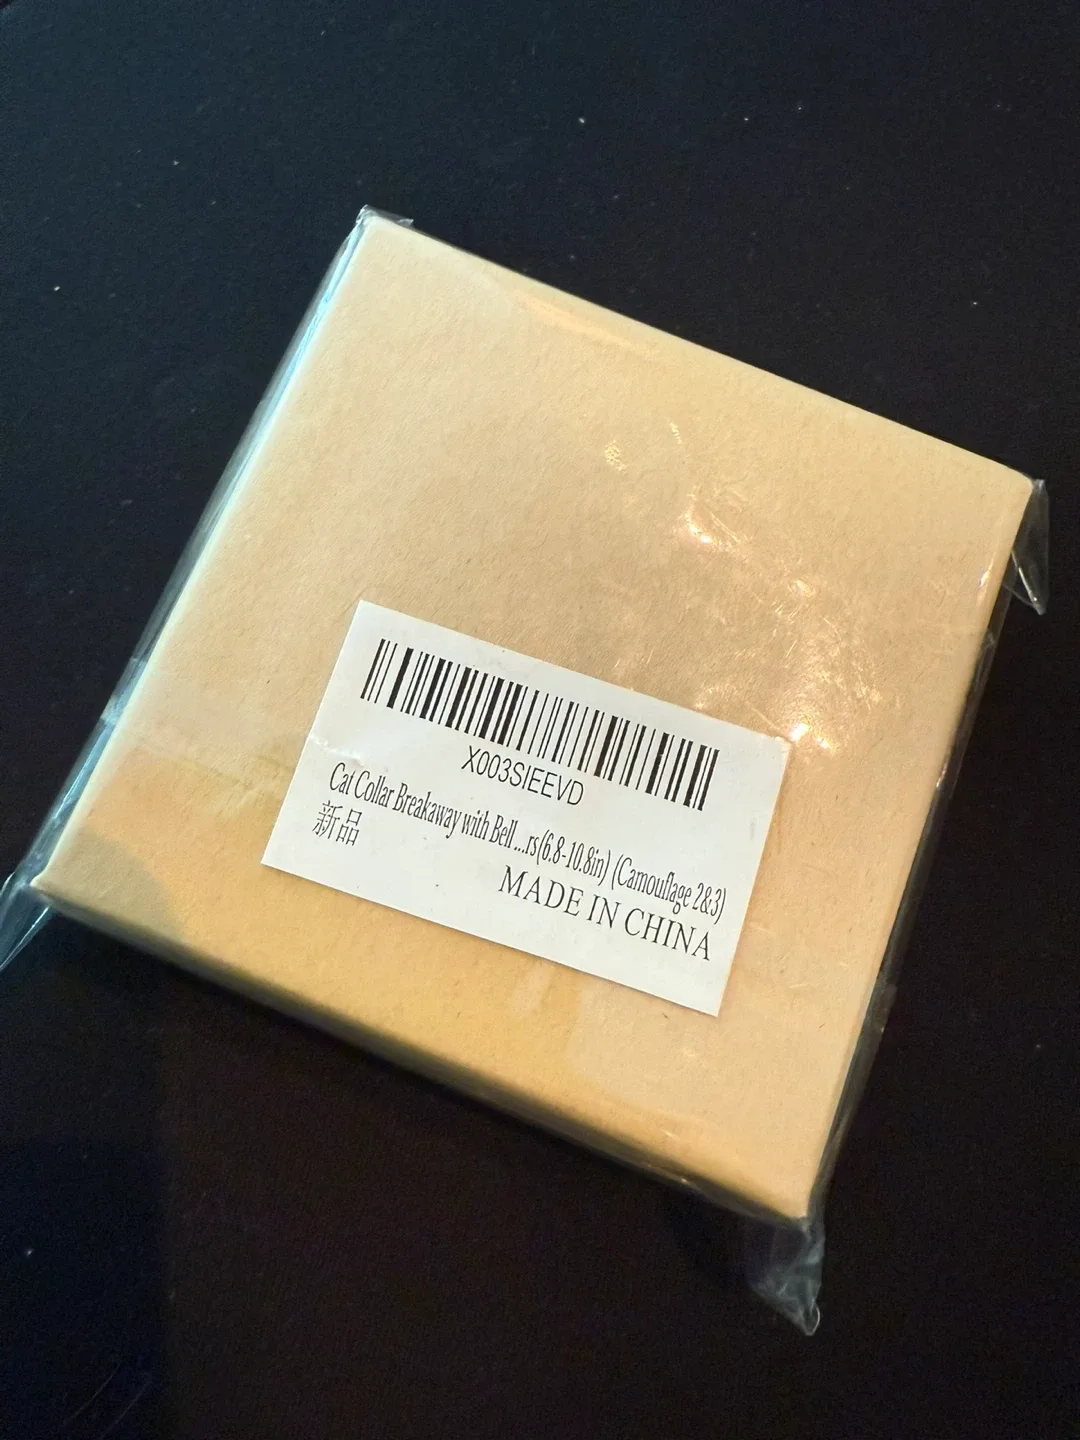 X003SIEEVD
Cat Collar Breakaway with Bell ...rs(6.8-10.8in) (Camouflage 2&3)
新品
MADE IN CHINA